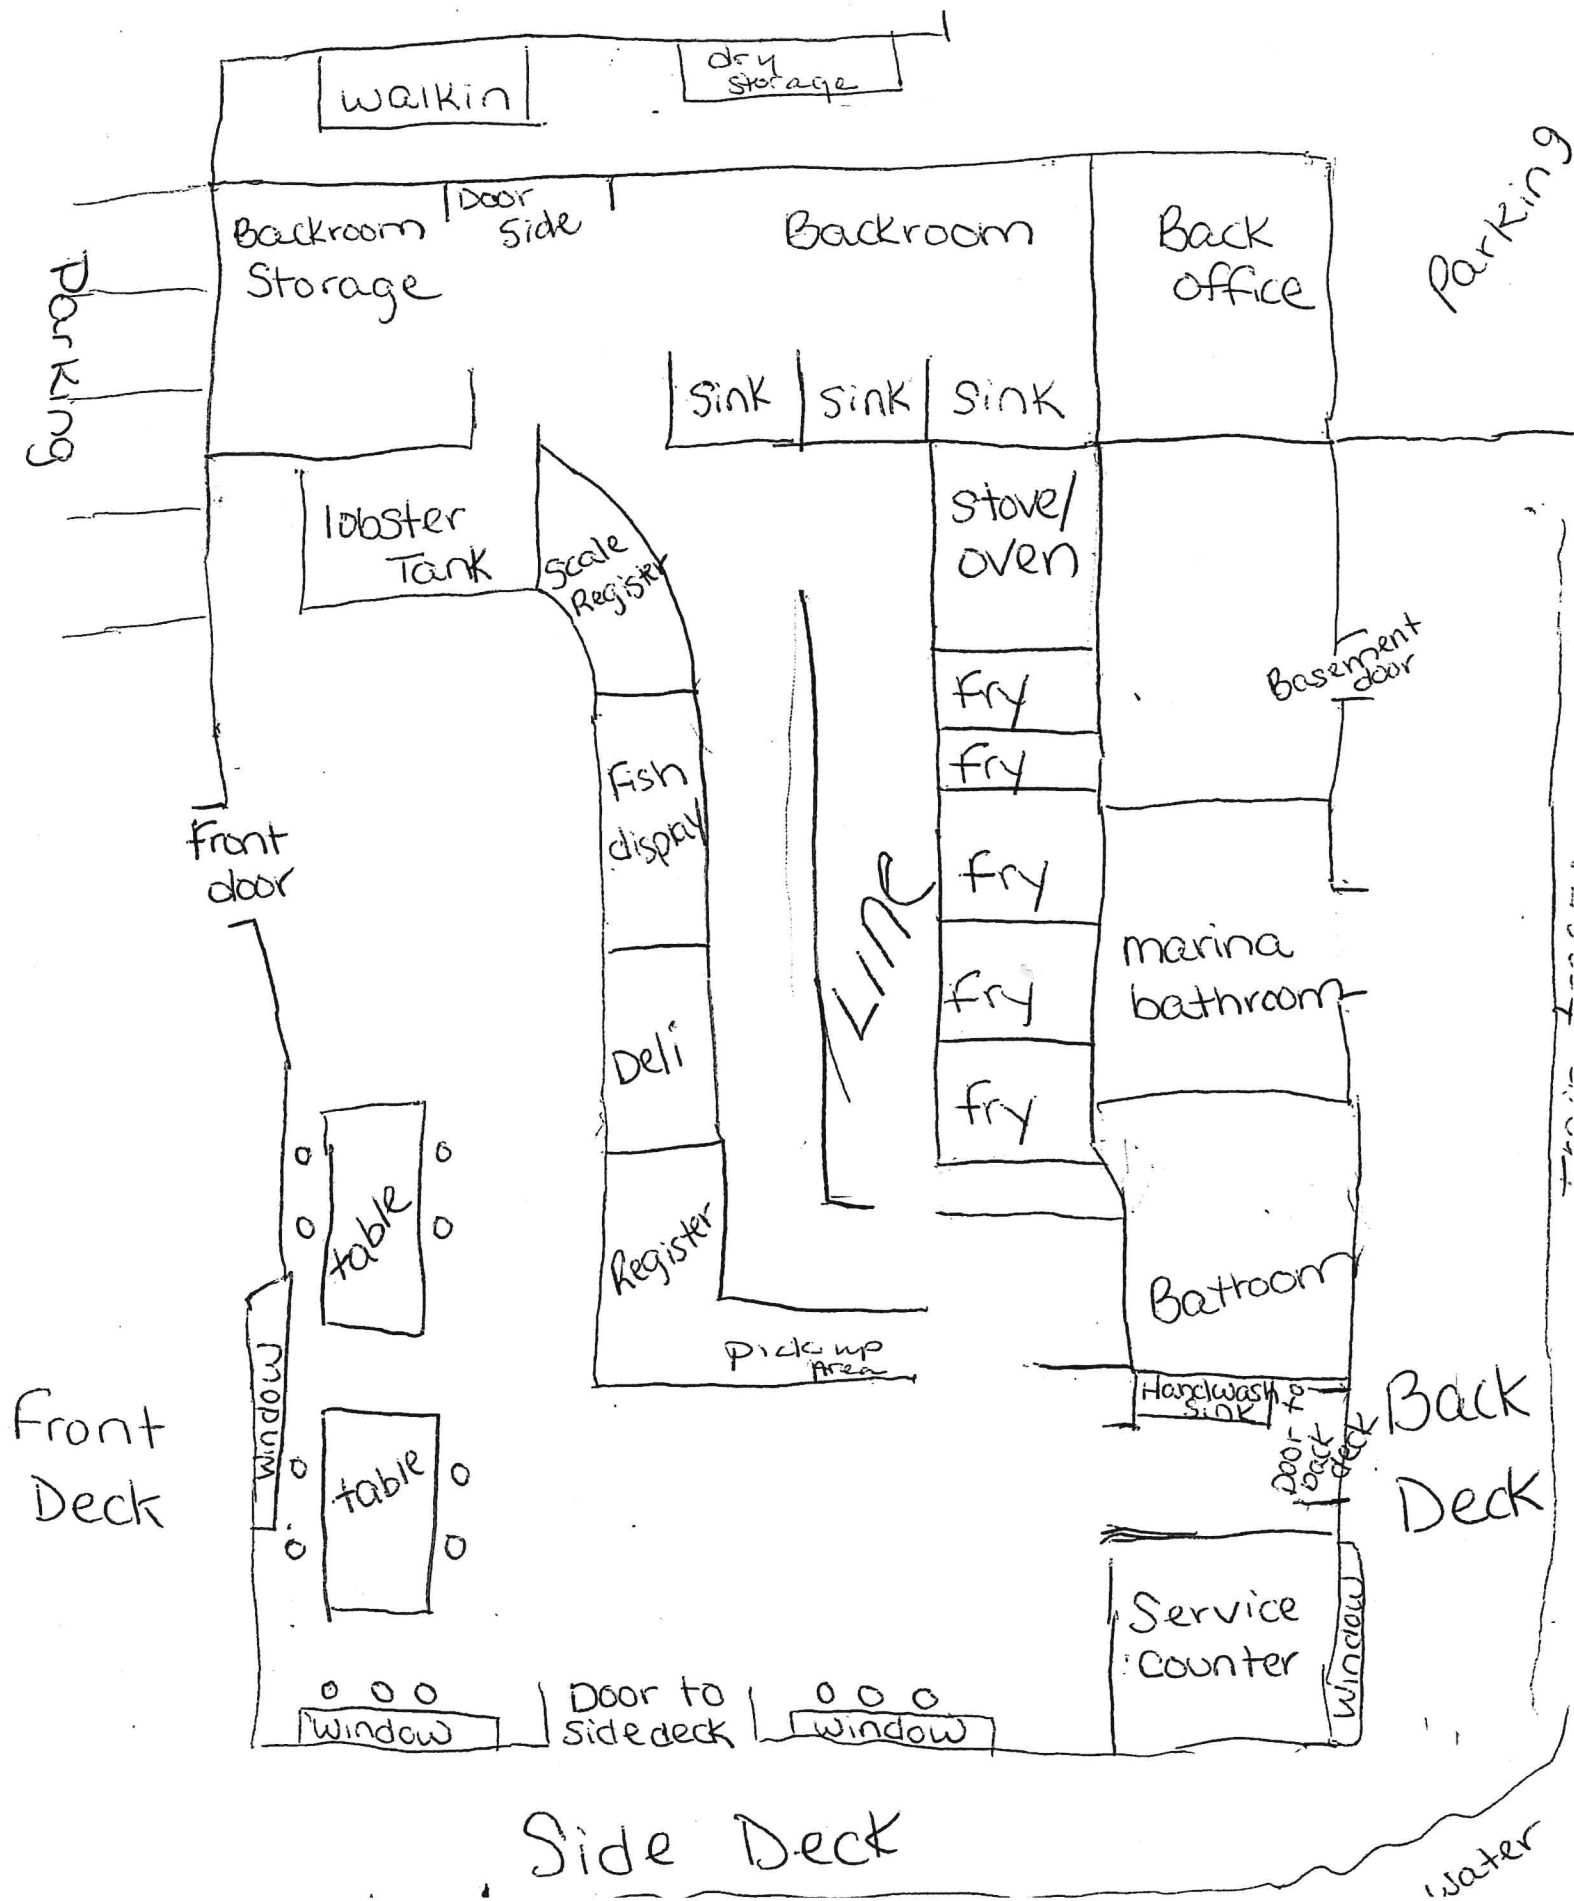 walkin
dry
storage
Door
Side
Backroom
Storage
Backroom
Back
office
Parking
Parking
Sink
Sink
Sink
lobster
Tank
Scale
Register
Stove/
oven
Basement
door
fry
fry
fry
fry
fry
Fish
display
Front
door
LINE
marina
bathroom
Deli
table
Register
Batroom
Pick up
Area
Handwash
Sink
Door to
back
deck
Window
Front
Deck
table
Back
Deck
Service
counter
Window
Door to
side deck
Window
Window
Side Deck
water